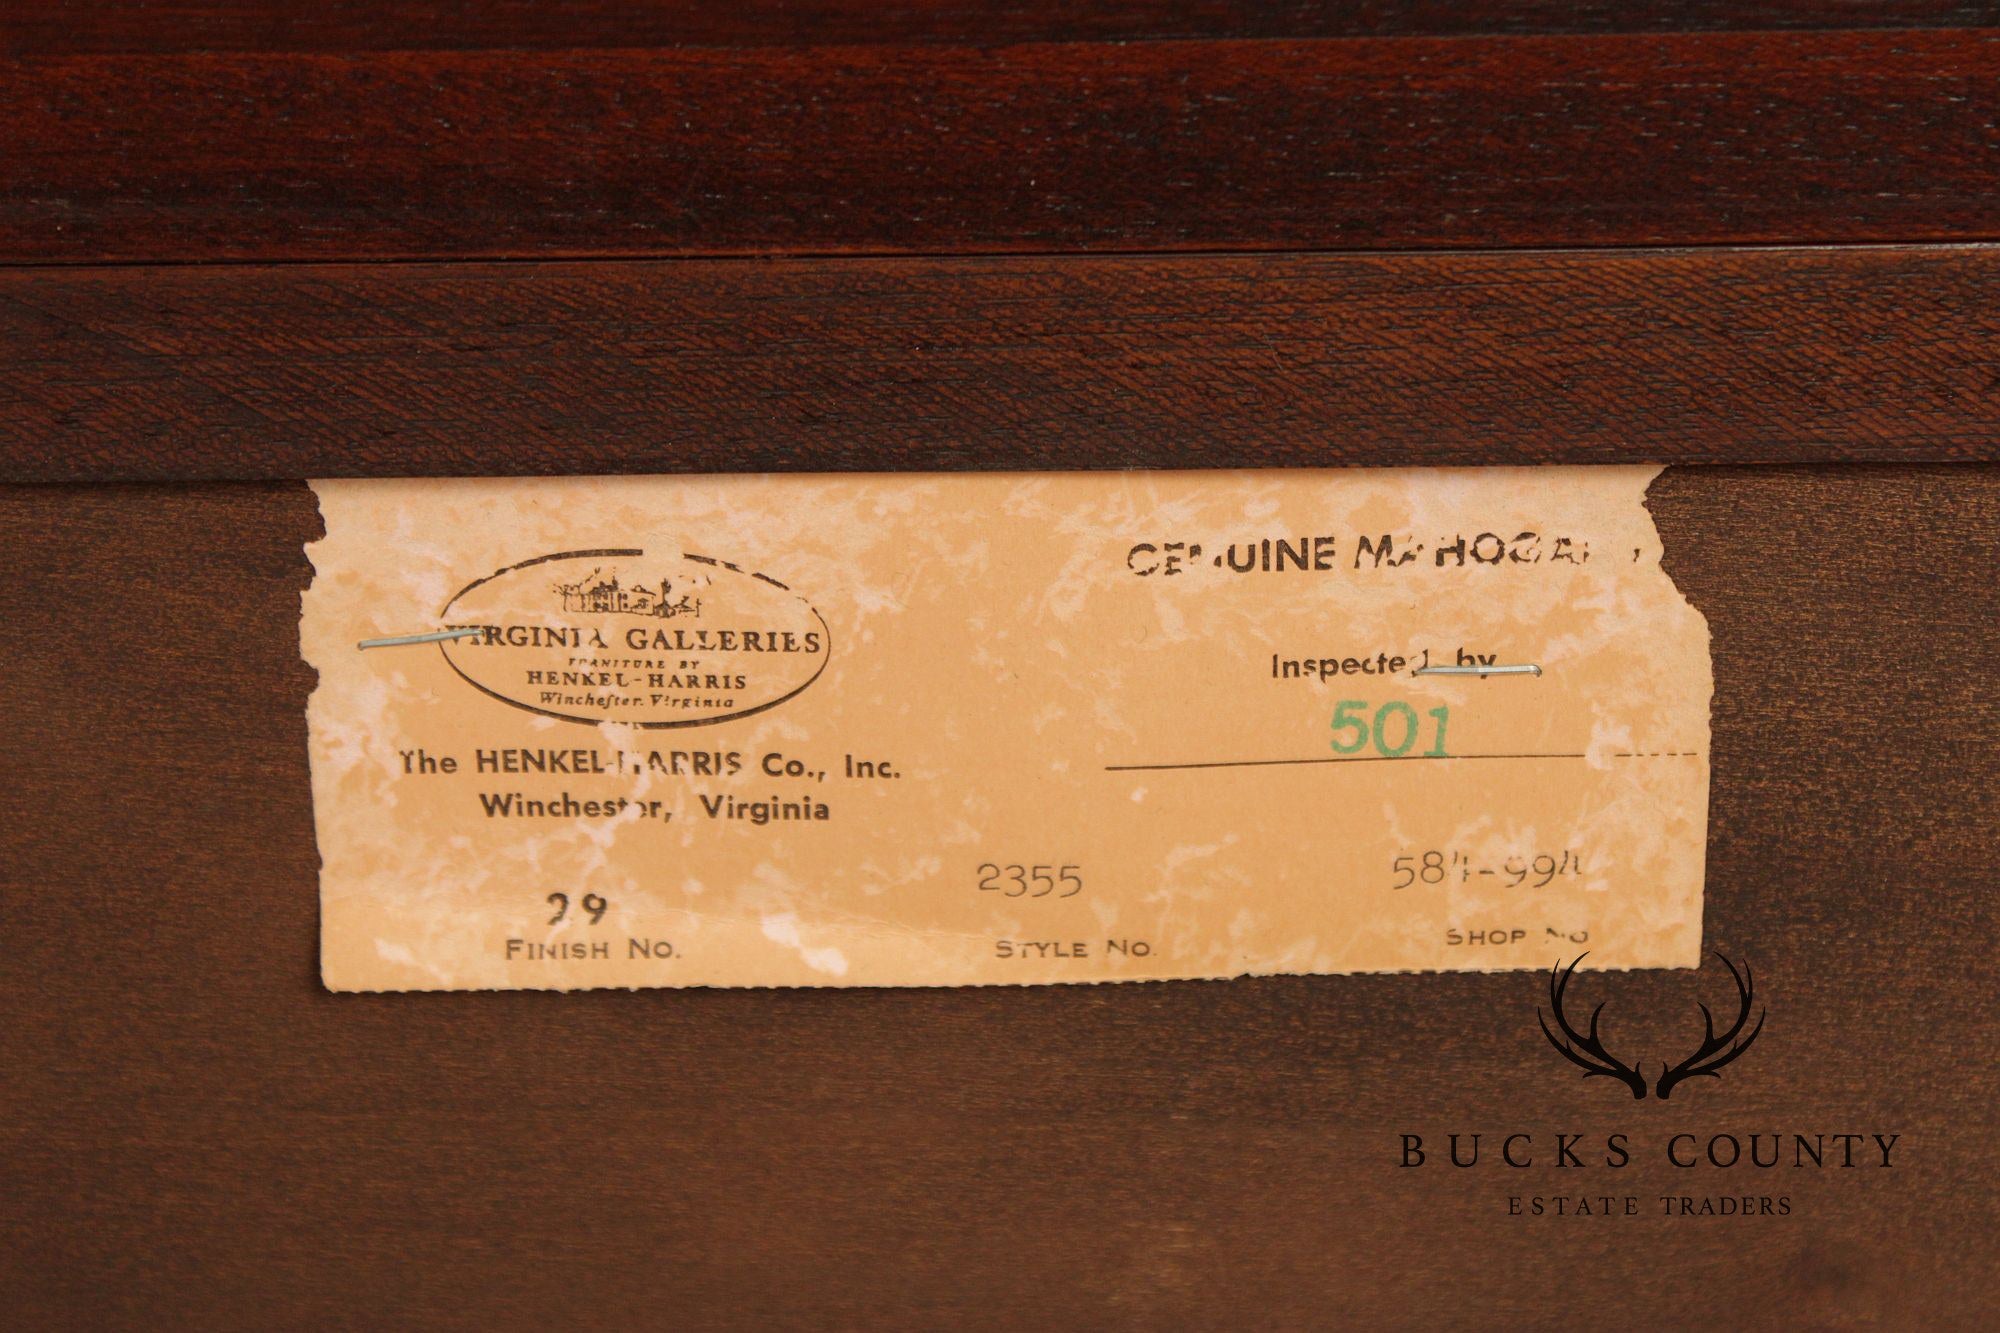 GENUINE MAHOGANY
VIRGINIA GALLERIES
FURNITURE BY
HENKEL-HARRIS
Winchester, Virginia
The HENKEL-HARRIS Co., Inc.
Winchester, Virginia
Inspected by
501
29
FINISH NO.
2355
STYLE NO.
584-994
SHOP NO
BUCKS COUNTY
ESTATE TRADERS